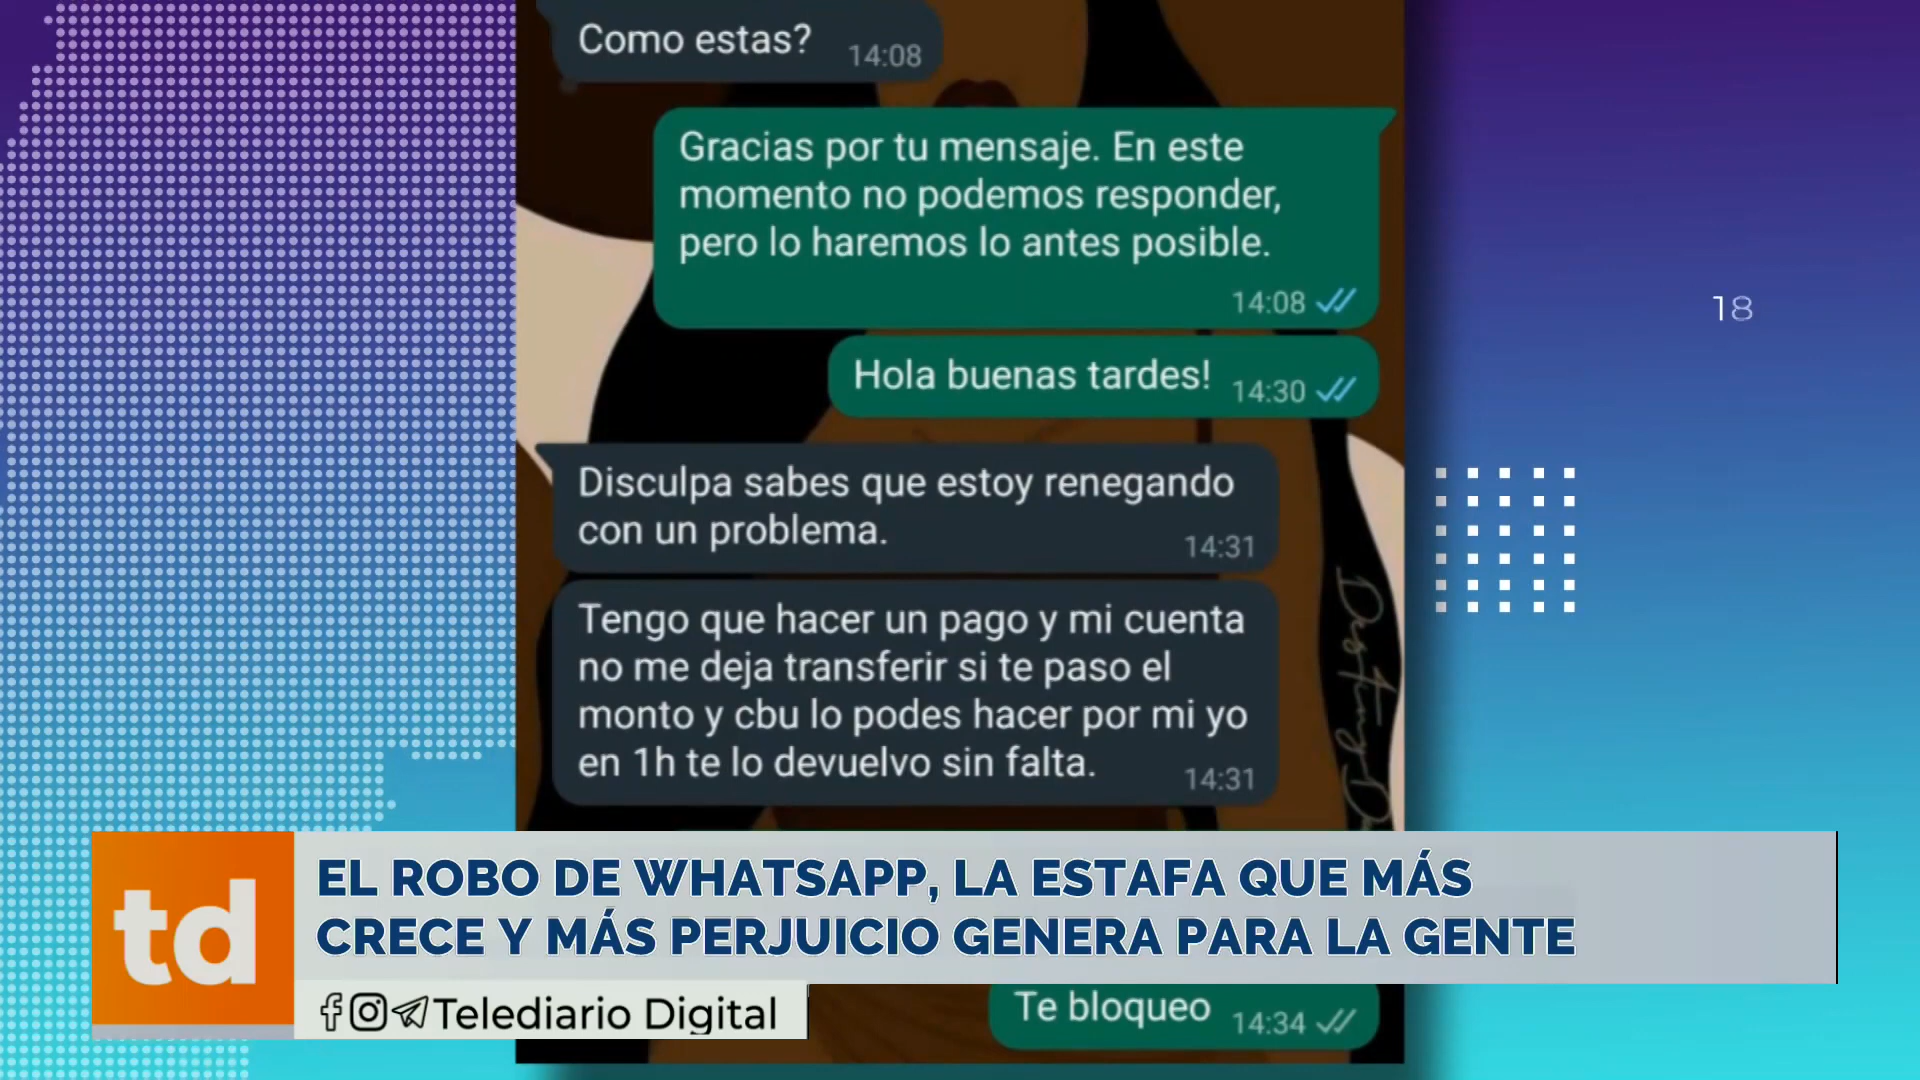 Como estas?
14:08
Gracias por tu mensaje. En este
momento no podemos responder,
pero lo haremos lo antes posible.
14:08
Hola buenas tardes!
14:30
Disculpa sabes que estoy renegando
con un problema.
14:31
Tengo que hacer un pago y mi cuenta
no me deja transferir si te paso el
monto y cbu lo podes hacer por mi yo
en 1h te lo devuelvo sin falta.
14:31
18
td
EL ROBO DE WHATSAPP, LA ESTAFA QUE MÁS
CRECE Y MÁS PERJUICIO GENERA PARA LA GENTE
Telediario Digital
Te bloqueo
14:34